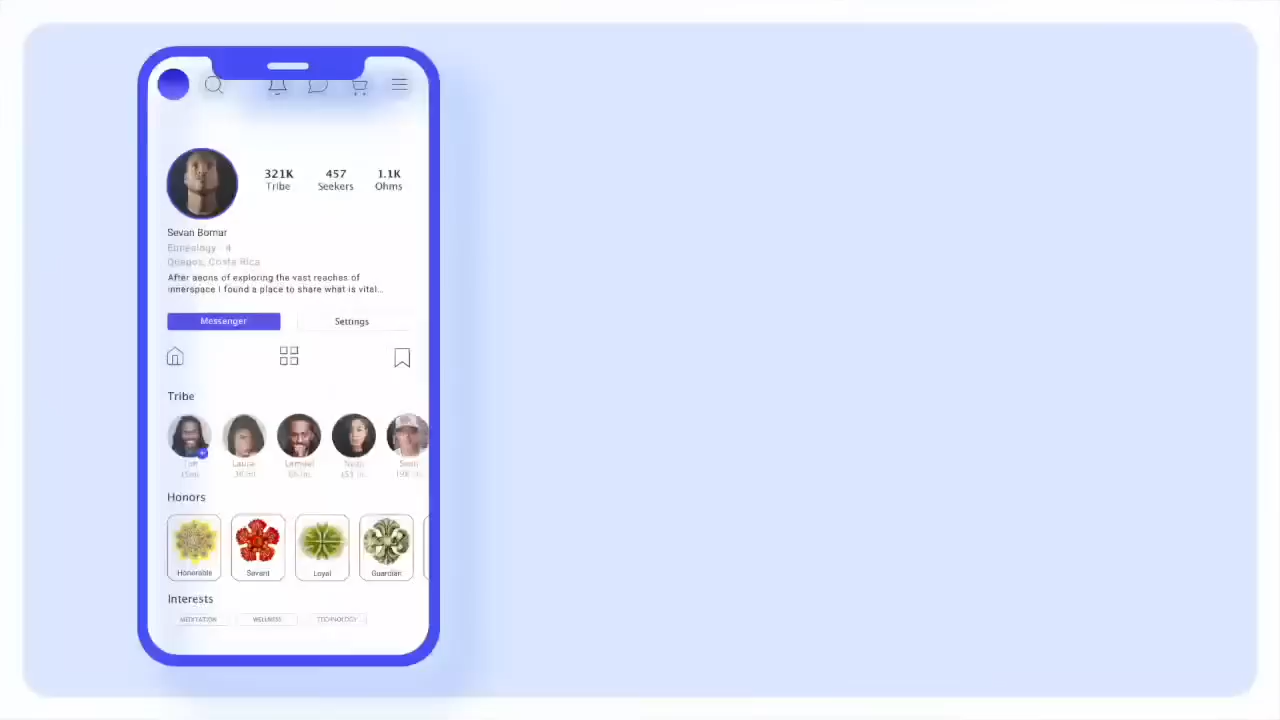 321K 457 1.1K
Tribe Seekers Ohms
Sevan Bomar
After aeons of exploring the vast reaches of
innerspace I found a place to share what is vital...
Messenger Settings
Tribe
Laura
Honors
Honorable Savant Loyal Guardian
Interests
MEDITATION WELLNESS TECHNOLOGY